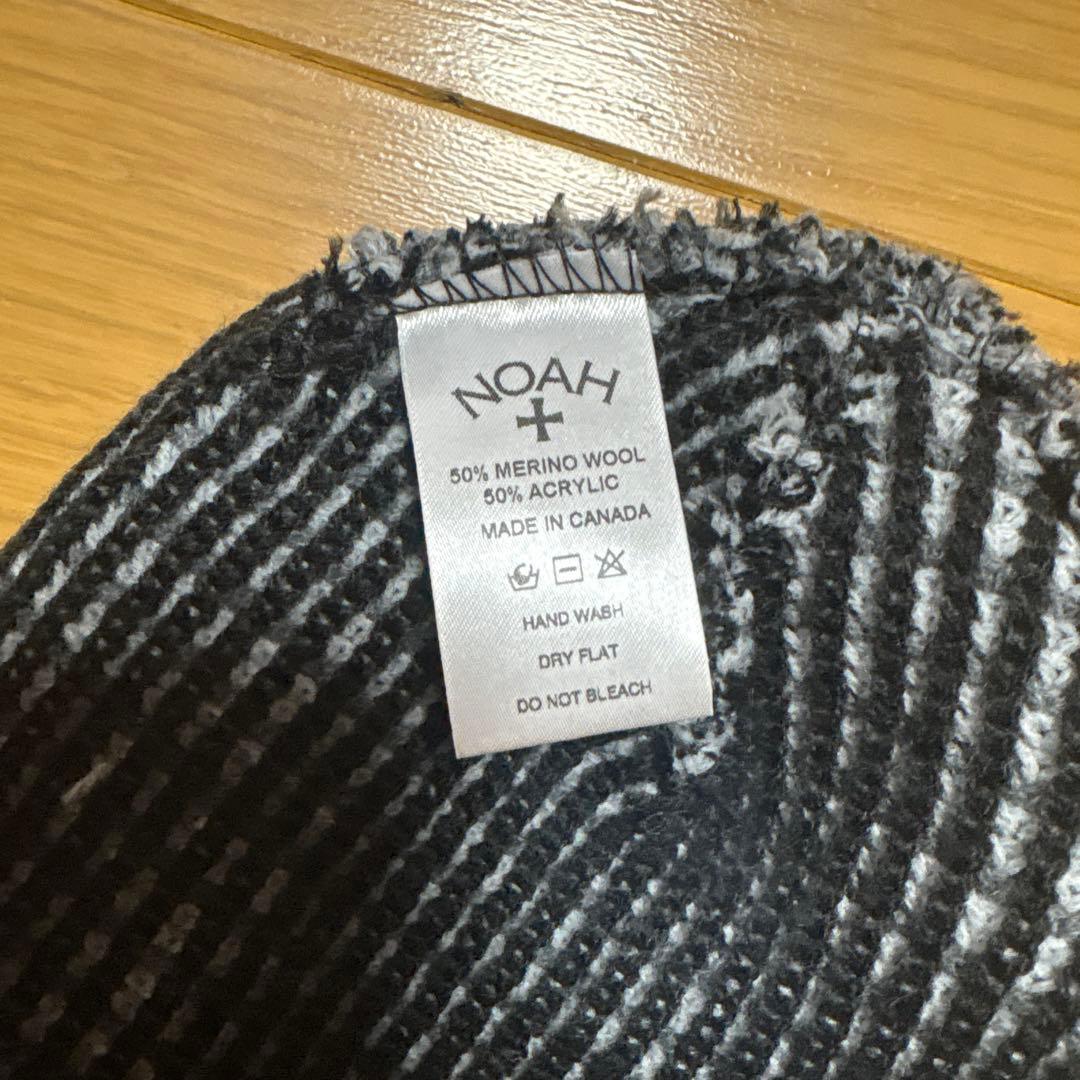 NOAH
50% MERINO WOOL
50% ACRYLIC
MADE IN CANADA
HAND WASH
DRY FLAT
DO NOT BLEACH